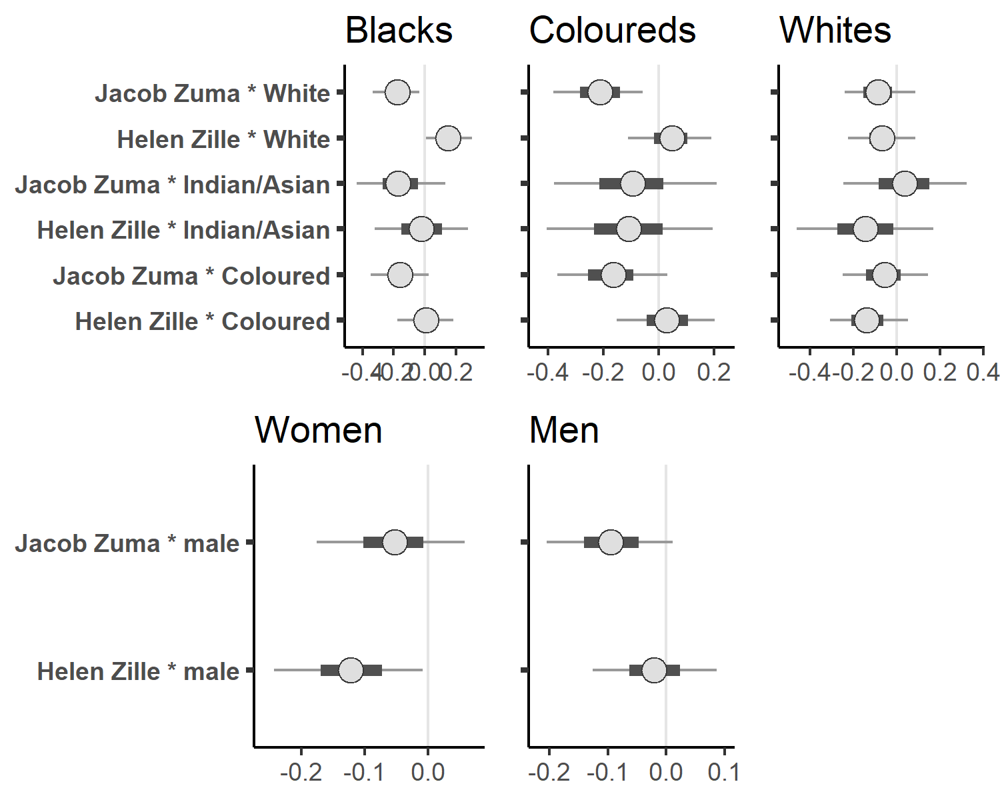 Blacks Coloureds Whites
Jacob Zuma * White
Helen Zille * White
Jacob Zuma * Indian/Asian
Helen Zille * Indian/Asian
Jacob Zuma * Coloured
Helen Zille * Coloured
-0.4 -0.2 0.0 0.2 -0.4 -0.2 0.0 0.2 -0.4 -0.2 0.0 0.2 0.4
Women Men
Jacob Zuma * male
Helen Zille * male
-0.2 -0.1 0.0 -0.2 -0.1 0.0 0.1